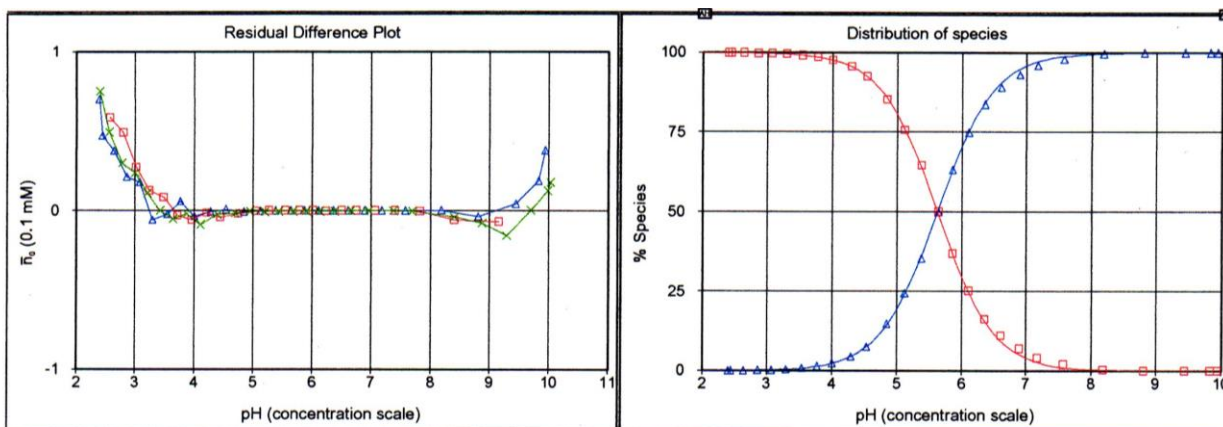 Residual Difference Plot
1
0
-1
n̄ₒ (0.1 mM)
2 3 4 5 6 7 8 9 10 11
pH (concentration scale)
Distribution of species
100
75
50
25
0
% Species
2 3 4 5 6 7 8 9 10
pH (concentration scale)